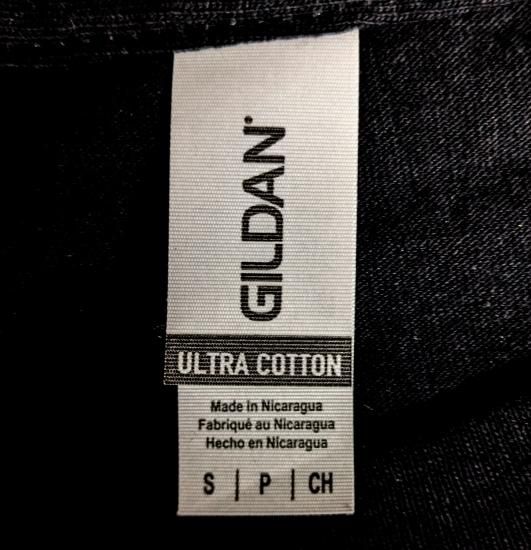 GILDAN®
ULTRA COTTON
Made in Nicaragua
Fabriqué au Nicaragua
Hecho en Nicaragua
S | P | CH